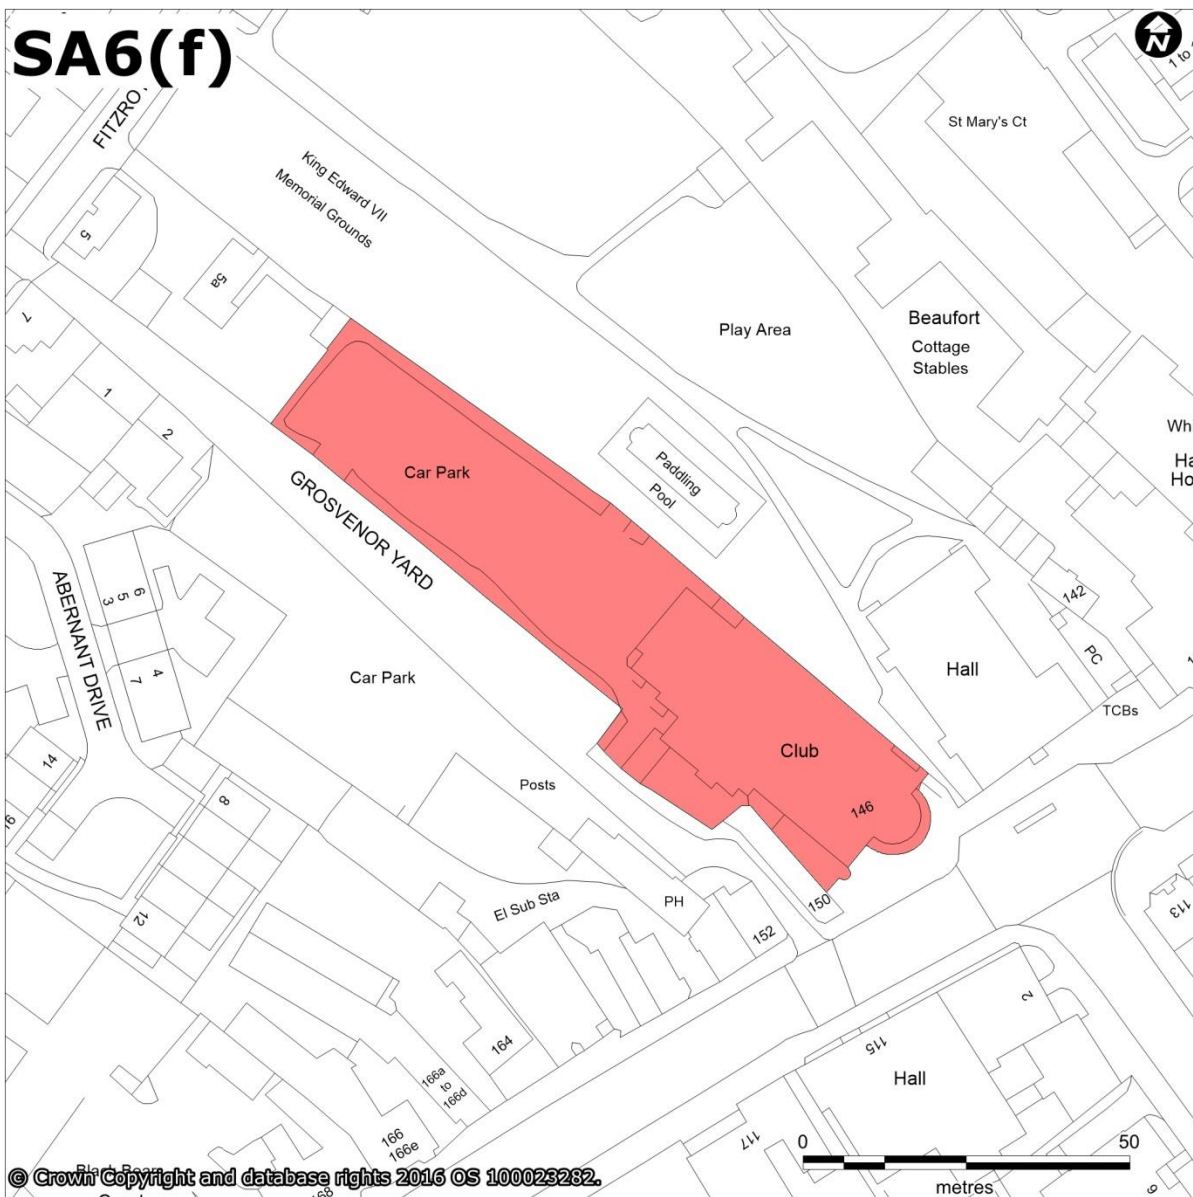 SA6(f)
N
1 to
FITZRO
St Mary's Ct
King Edward VII
Memorial Grounds
5
5a
7
Play Area
Beaufort
Cottage
Stables
1
2
Car Park
Paddling
Pool
GROSVENOR YARD
ABERNANT DRIVE
6
5
3
4
7
142
PC
Hall
TCBs
Car Park
Club
146
14
16
8
Posts
12
El Sub Sta
PH
150
152
113
2
164
115
Hall
166a
to
166d
166
166e
117
168
0 50
metres
© Crown Copyright and database rights 2016 OS 100023282.